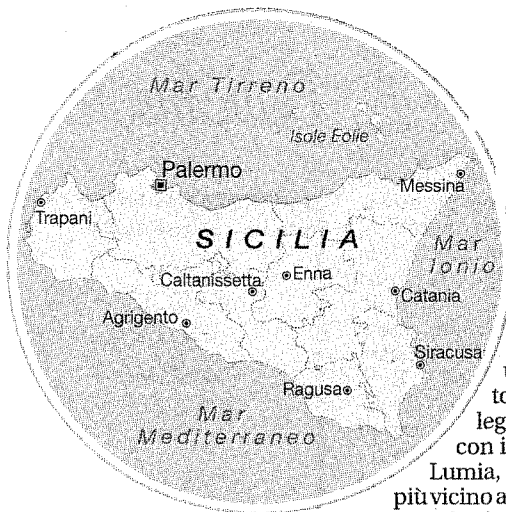 Mar Tirreno
Isole Eolie
Palermo
Messina
Trapani
SICILIA
Mar
Ionio
Caltanissetta
Enna
Catania
Agrigento
Siracusa
Ragusa
Mar
Mediterraneo
to
leg
con i
Lumia,
più vicino a